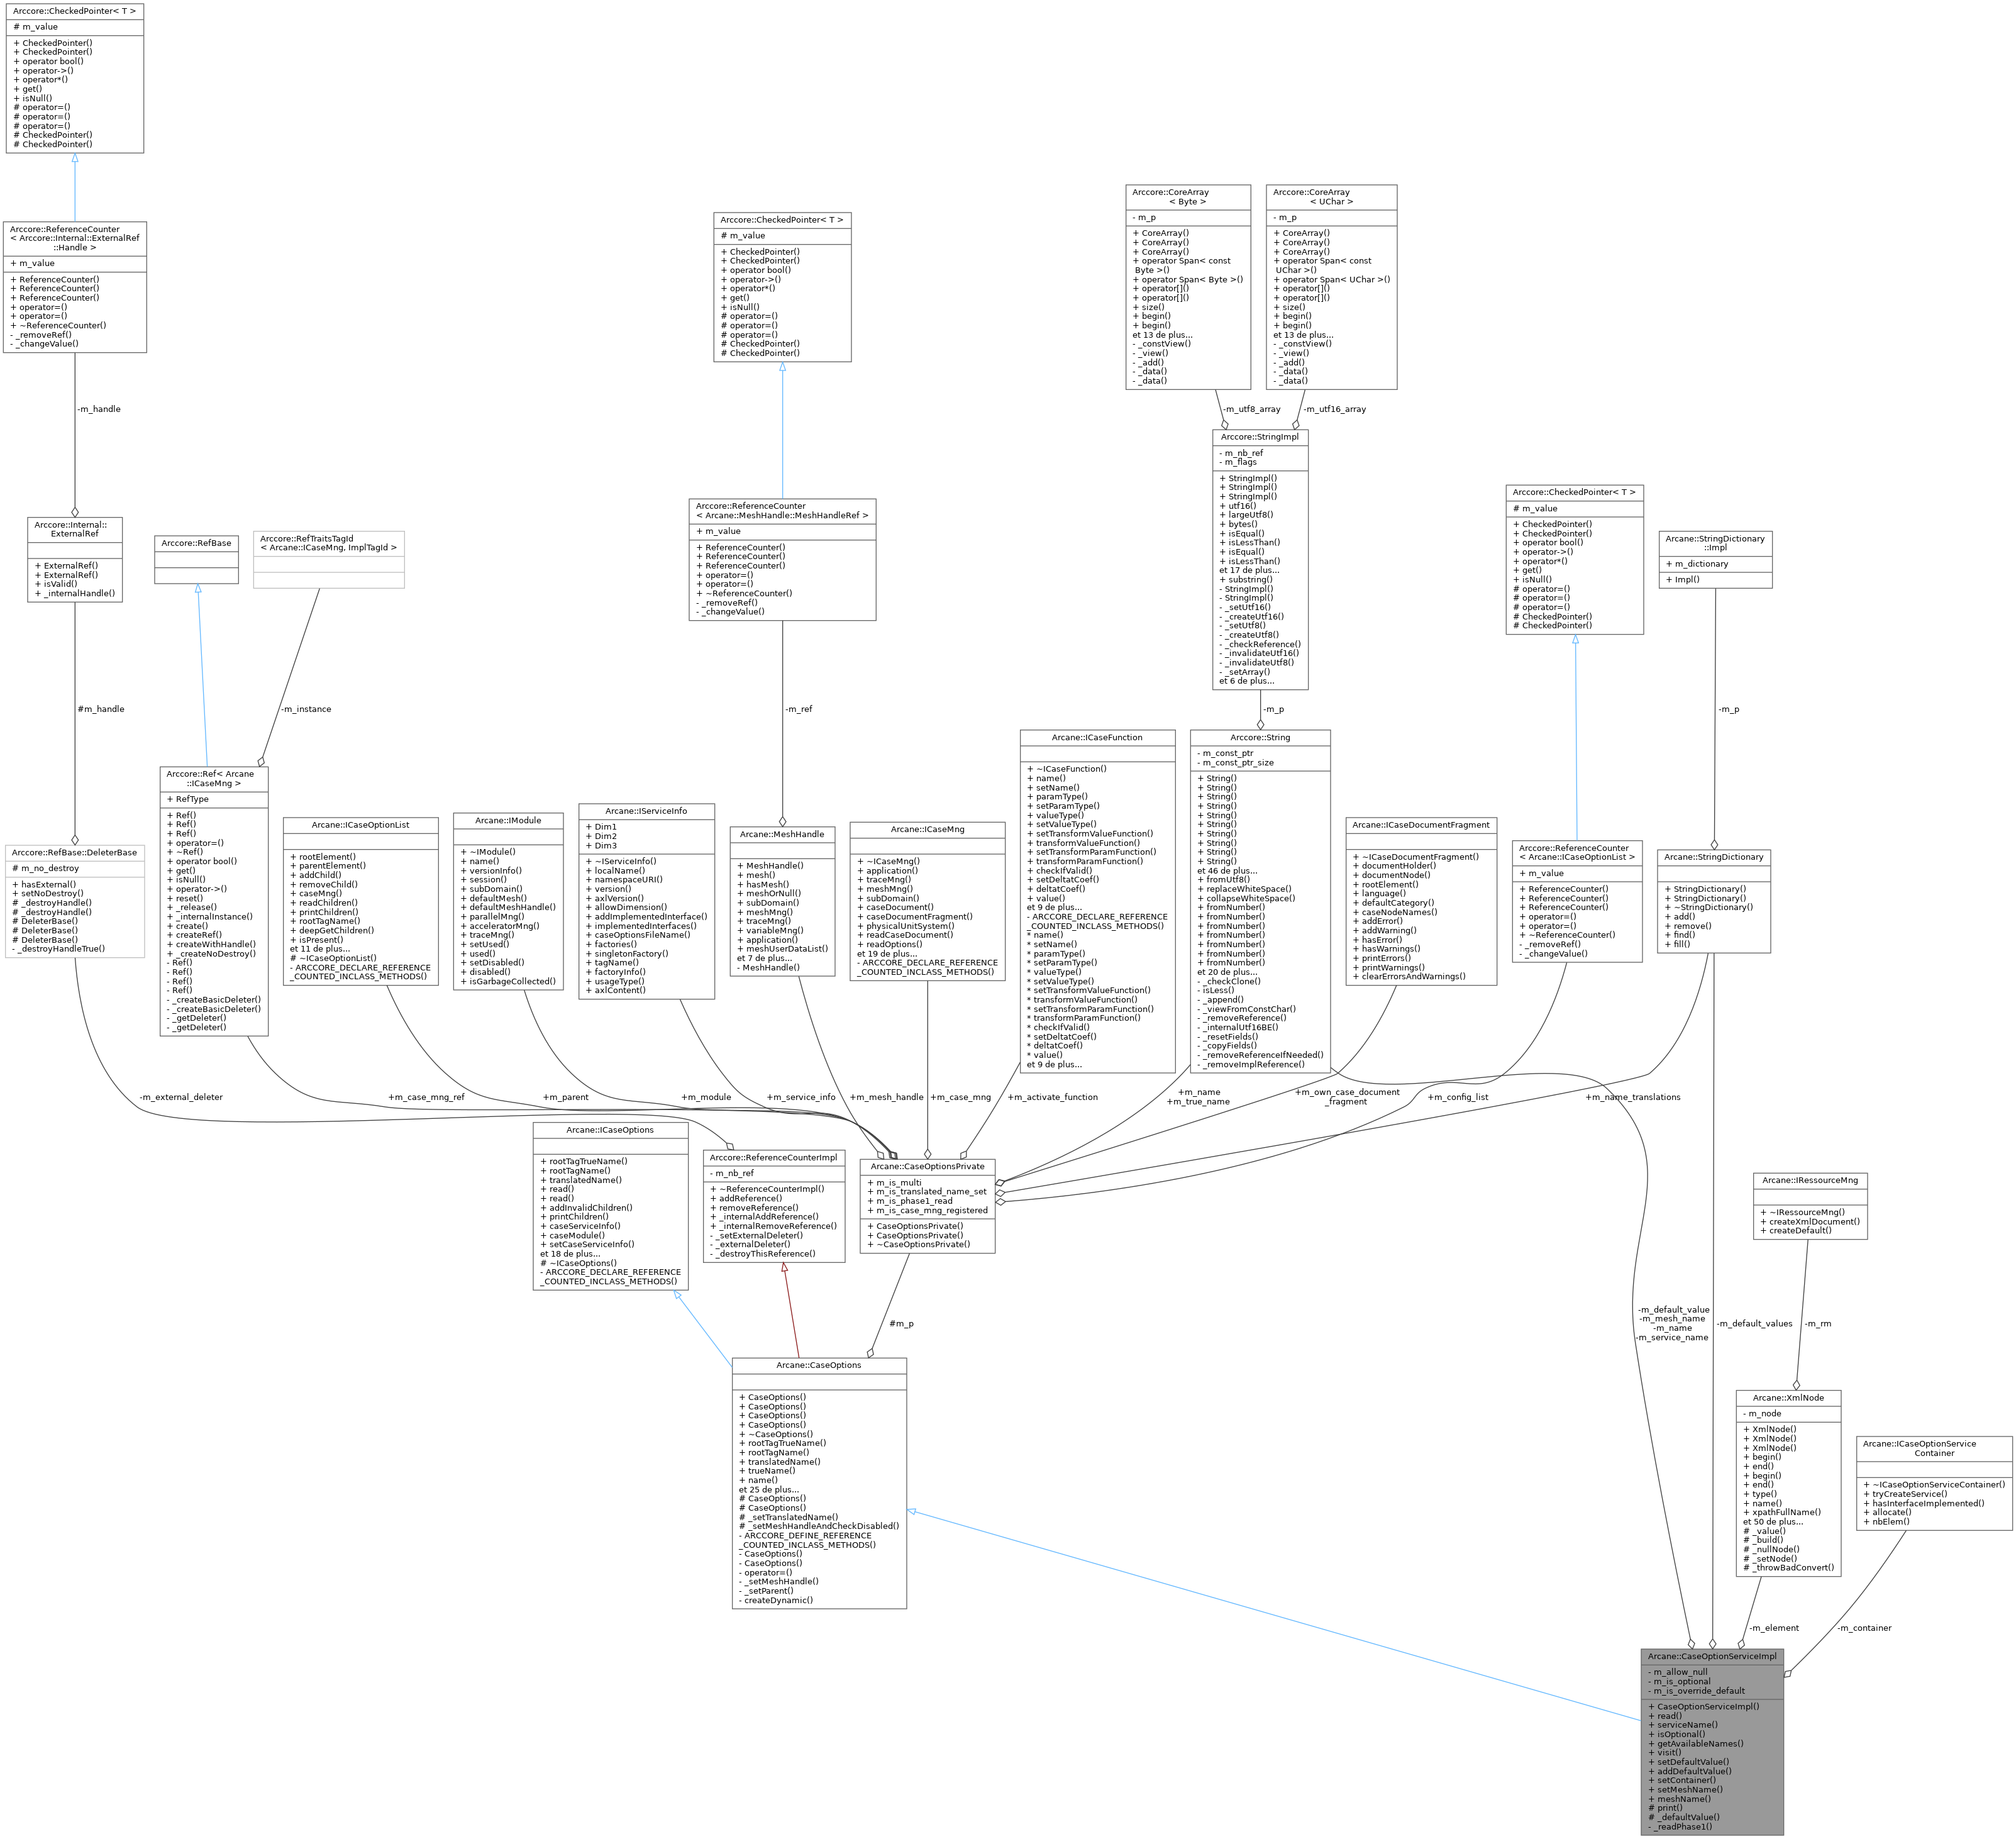 Arccore::CheckedPointer< T >
# m_value
+ CheckedPointer()
+ CheckedPointer()
+ operator bool()
+ operator->()
+ operator*()
+ get()
+ isNull()
# operator=()
# operator=()
# operator=()
# CheckedPointer()
# CheckedPointer()
Arccore::ReferenceCounter
< Arccore::Internal::ExternalRef
::Handle >
+ m_value
+ ReferenceCounter()
+ ReferenceCounter()
+ ReferenceCounter()
+ operator=()
+ operator=()
+ ~ReferenceCounter()
- _removeRef()
- _changeValue()
-m_handle
Arccore::Internal::
ExternalRef
+ ExternalRef()
+ ExternalRef()
+ isValid()
+ _internalHandle()
#m_handle
Arccore::RefBase::DeleterBase
# m_no_destroy
+ hasExternal()
+ setNoDestroy()
# _destroyHandle()
# _destroyHandle()
# DeleterBase()
# DeleterBase()
# DeleterBase()
- _destroyHandleTrue()
-m_external_deleter
Arccore::RefBase
Arccore::RefTraitsTagId
< Arcane::ICaseMng, ImplTagId >
-m_instance
Arccore::Ref< Arcane
::ICaseMng >
+ RefType
+ Ref()
+ Ref()
+ Ref()
+ operator=()
+ ~Ref()
+ operator bool()
+ get()
+ isNull()
+ operator->()
+ reset()
+ _release()
+ _internalInstance()
+ create()
+ createRef()
+ createWithHandle()
+ _createNoDestroy()
- Ref()
- Ref()
- Ref()
- Ref()
- _createBasicDeleter()
- _createBasicDeleter()
- _getDeleter()
- _getDeleter()
+m_case_mng_ref
Arcane::ICaseOptionList
+ rootElement()
+ parentElement()
+ addChild()
+ removeChild()
+ caseMng()
+ readChildren()
+ printChildren()
+ rootTagName()
+ deepGetChildren()
+ isPresent()
et 11 de plus...
# ~ICaseOptionList()
- ARCCORE_DECLARE_REFERENCE
_COUNTED_INCLASS_METHODS()
+m_parent
Arcane::IModule
+ ~IModule()
+ name()
+ versionInfo()
+ session()
+ subDomain()
+ defaultMesh()
+ defaultMeshHandle()
+ parallelMng()
+ acceleratorMng()
+ traceMng()
+ setUsed()
+ used()
+ setDisabled()
+ disabled()
+ isGarbageCollected()
+m_module
Arcane::IServiceInfo
+ Dim1
+ Dim2
+ Dim3
+ ~IServiceInfo()
+ localName()
+ namespaceURI()
+ version()
+ axlVersion()
+ allowDimension()
+ addImplementedInterface()
+ implementedInterfaces()
+ caseOptionsFileName()
+ factories()
+ singletonFactory()
+ tagName()
+ factoryInfo()
+ usageType()
+ axlContent()
+m_service_info
Arccore::CheckedPointer< T >
# m_value
+ CheckedPointer()
+ CheckedPointer()
+ operator bool()
+ operator->()
+ operator*()
+ get()
+ isNull()
# operator=()
# operator=()
# operator=()
# CheckedPointer()
# CheckedPointer()
Arccore::ReferenceCounter
< Arcane::MeshHandle::MeshHandleRef >
+ m_value
+ ReferenceCounter()
+ ReferenceCounter()
+ ReferenceCounter()
+ operator=()
+ operator=()
+ ~ReferenceCounter()
- _removeRef()
- _changeValue()
-m_ref
Arcane::MeshHandle
+ MeshHandle()
+ mesh()
+ hasMesh()
+ meshOrNull()
+ subDomain()
+ meshMng()
+ traceMng()
+ variableMng()
+ application()
+ meshUserDataList()
et 7 de plus...
- MeshHandle()
+m_mesh_handle
Arcane::ICaseMng
+ ~ICaseMng()
+ application()
+ traceMng()
+ meshMng()
+ subDomain()
+ caseDocument()
+ caseDocumentFragment()
+ physicalUnitSystem()
+ readCaseDocument()
+ readOptions()
et 19 de plus...
- ARCCORE_DECLARE_REFERENCE
_COUNTED_INCLASS_METHODS()
+m_case_mng
Arcane::ICaseFunction
+ ~ICaseFunction()
+ name()
+ setName()
+ paramType()
+ setParamType()
+ valueType()
+ setValueType()
+ setTransformValueFunction()
+ transformValueFunction()
+ setTransformParamFunction()
+ transformParamFunction()
+ checkIfValid()
+ setDeltatCoef()
+ deltatCoef()
+ value()
et 9 de plus...
- ARCCORE_DECLARE_REFERENCE
_COUNTED_INCLASS_METHODS()
* name()
* setName()
* paramType()
* setParamType()
* valueType()
* setValueType()
* setTransformValueFunction()
* transformValueFunction()
* setTransformParamFunction()
* transformParamFunction()
* checkIfValid()
* setDeltatCoef()
* deltatCoef()
* value()
et 9 de plus...
+m_activate_function
Arccore::CoreArray
< Byte >
- m_p
+ CoreArray()
+ CoreArray()
+ CoreArray()
+ operator Span< const
Byte >()
+ operator Span< Byte >()
+ operator[]()
+ operator[]()
+ size()
+ begin()
+ begin()
et 13 de plus...
- _constView()
- _view()
- _add()
- _data()
- _data()
-m_utf8_array
Arccore::CoreArray
< UChar >
- m_p
+ CoreArray()
+ CoreArray()
+ CoreArray()
+ operator Span< const
UChar >()
+ operator Span< UChar >()
+ operator[]()
+ operator[]()
+ size()
+ begin()
+ begin()
et 13 de plus...
- _constView()
- _view()
- _add()
- _data()
- _data()
-m_utf16_array
Arccore::StringImpl
- m_nb_ref
- m_flags
+ StringImpl()
+ StringImpl()
+ StringImpl()
+ utf16()
+ largeUtf8()
+ bytes()
+ isEqual()
+ isLessThan()
+ isEqual()
+ isLessThan()
et 17 de plus...
+ substring()
- StringImpl()
- StringImpl()
- _setUtf16()
- _createUtf16()
- _setUtf8()
- _createUtf8()
- _checkReference()
- _invalidateUtf16()
- _invalidateUtf8()
- _setArray()
et 6 de plus...
-m_p
Arccore::String
- m_const_ptr
- m_const_ptr_size
+ String()
+ String()
+ String()
+ String()
+ String()
+ String()
+ String()
+ String()
+ String()
+ String()
et 46 de plus...
+ fromUtf8()
+ replaceWhiteSpace()
+ collapseWhiteSpace()
+ fromNumber()
+ fromNumber()
+ fromNumber()
+ fromNumber()
+ fromNumber()
+ fromNumber()
+ fromNumber()
et 20 de plus...
- _checkClone()
- isLess()
- _append()
- _viewFromConstChar()
- _removeReference()
- _internalUtf16BE()
- _resetFields()
- _copyFields()
- _removeReferenceIfNeeded()
- _removeImplReference()
+m_name
+m_true_name
Arcane::ICaseDocumentFragment
+ ~ICaseDocumentFragment()
+ documentHolder()
+ documentNode()
+ rootElement()
+ language()
+ defaultCategory()
+ caseNodeNames()
+ addError()
+ addWarning()
+ hasError()
+ hasWarnings()
+ printErrors()
+ printWarnings()
+ clearErrorsAndWarnings()
+m_own_case_document
_fragment
Arccore::CheckedPointer< T >
# m_value
+ CheckedPointer()
+ CheckedPointer()
+ operator bool()
+ operator->()
+ operator*()
+ get()
+ isNull()
# operator=()
# operator=()
# operator=()
# CheckedPointer()
# CheckedPointer()
Arccore::ReferenceCounter
< Arcane::ICaseOptionList >
+ m_value
+ ReferenceCounter()
+ ReferenceCounter()
+ ReferenceCounter()
+ operator=()
+ operator=()
+ ~ReferenceCounter()
- _removeRef()
- _changeValue()
+m_config_list
Arcane::StringDictionary
::Impl
+ m_dictionary
+ Impl()
-m_p
Arcane::StringDictionary
+ StringDictionary()
+ StringDictionary()
+ ~StringDictionary()
+ add()
+ remove()
+ find()
+ fill()
+m_name_translations
Arcane::ICaseOptions
+ rootTagTrueName()
+ rootTagName()
+ translatedName()
+ read()
+ read()
+ addInvalidChildren()
+ printChildren()
+ caseServiceInfo()
+ caseModule()
+ setCaseServiceInfo()
et 18 de plus...
# ~ICaseOptions()
- ARCCORE_DECLARE_REFERENCE
_COUNTED_INCLASS_METHODS()
Arccore::ReferenceCounterImpl
- m_nb_ref
+ ~ReferenceCounterImpl()
+ addReference()
+ removeReference()
+ _internalAddReference()
+ _internalRemoveReference()
- _setExternalDeleter()
- _externalDeleter()
- _destroyThisReference()
Arcane::CaseOptionsPrivate
+ m_is_multi
+ m_is_translated_name_set
+ m_is_phase1_read
+ m_is_case_mng_registered
+ CaseOptionsPrivate()
+ CaseOptionsPrivate()
+ ~CaseOptionsPrivate()
#m_p
Arcane::CaseOptions
+ CaseOptions()
+ CaseOptions()
+ CaseOptions()
+ CaseOptions()
+ ~CaseOptions()
+ rootTagTrueName()
+ rootTagName()
+ translatedName()
+ trueName()
+ name()
et 25 de plus...
# CaseOptions()
# CaseOptions()
# _setTranslatedName()
# _setMeshHandleAndCheckDisabled()
- ARCCORE_DEFINE_REFERENCE
_COUNTED_INCLASS_METHODS()
- CaseOptions()
- CaseOptions()
- operator=()
- _setMeshHandle()
- _setParent()
- createDynamic()
-m_default_value
-m_mesh_name
-m_name
-m_service_name
-m_default_values
Arcane::IRessourceMng
+ ~IRessourceMng()
+ createXmlDocument()
+ createDefault()
-m_rm
Arcane::XmlNode
- m_node
+ XmlNode()
+ XmlNode()
+ XmlNode()
+ begin()
+ end()
+ begin()
+ end()
+ type()
+ name()
+ xpathFullName()
et 50 de plus...
# _value()
# _build()
# _nullNode()
# _setNode()
# _throwBadConvert()
-m_element
Arcane::ICaseOptionService
Container
+ ~ICaseOptionServiceContainer()
+ tryCreateService()
+ hasInterfaceImplemented()
+ allocate()
+ nbElem()
-m_container
Arcane::CaseOptionServiceImpl
- m_allow_null
- m_is_optional
- m_is_override_default
+ CaseOptionServiceImpl()
+ read()
+ serviceName()
+ isOptional()
+ getAvailableNames()
+ visit()
+ setDefaultValue()
+ addDefaultValue()
+ setContainer()
+ setMeshName()
+ meshName()
# print()
# _defaultValue()
- _readPhase1()